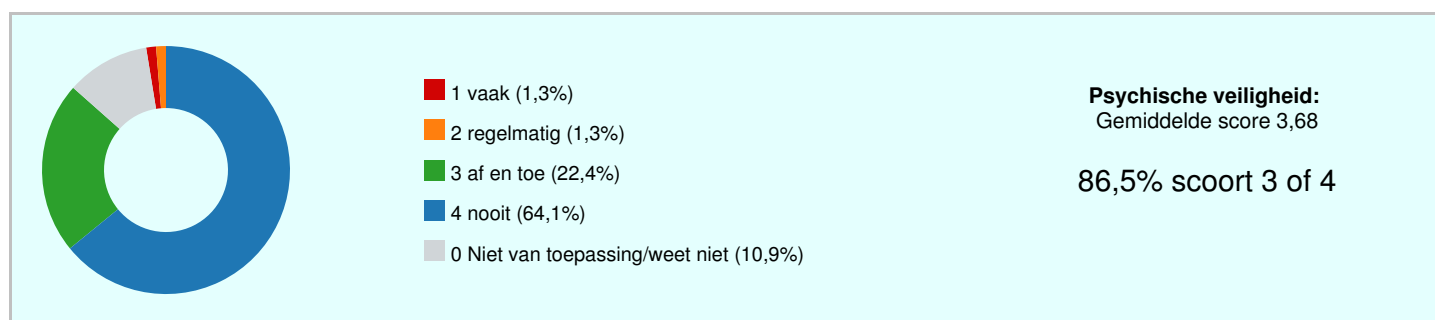 1 vaak (1,3%)
2 regelmatig (1,3%)
3 af en toe (22,4%)
4 nooit (64,1%)
0 Niet van toepassing/weet niet (10,9%)
Psychische veiligheid:
Gemiddelde score 3,68
86,5% scoort 3 of 4